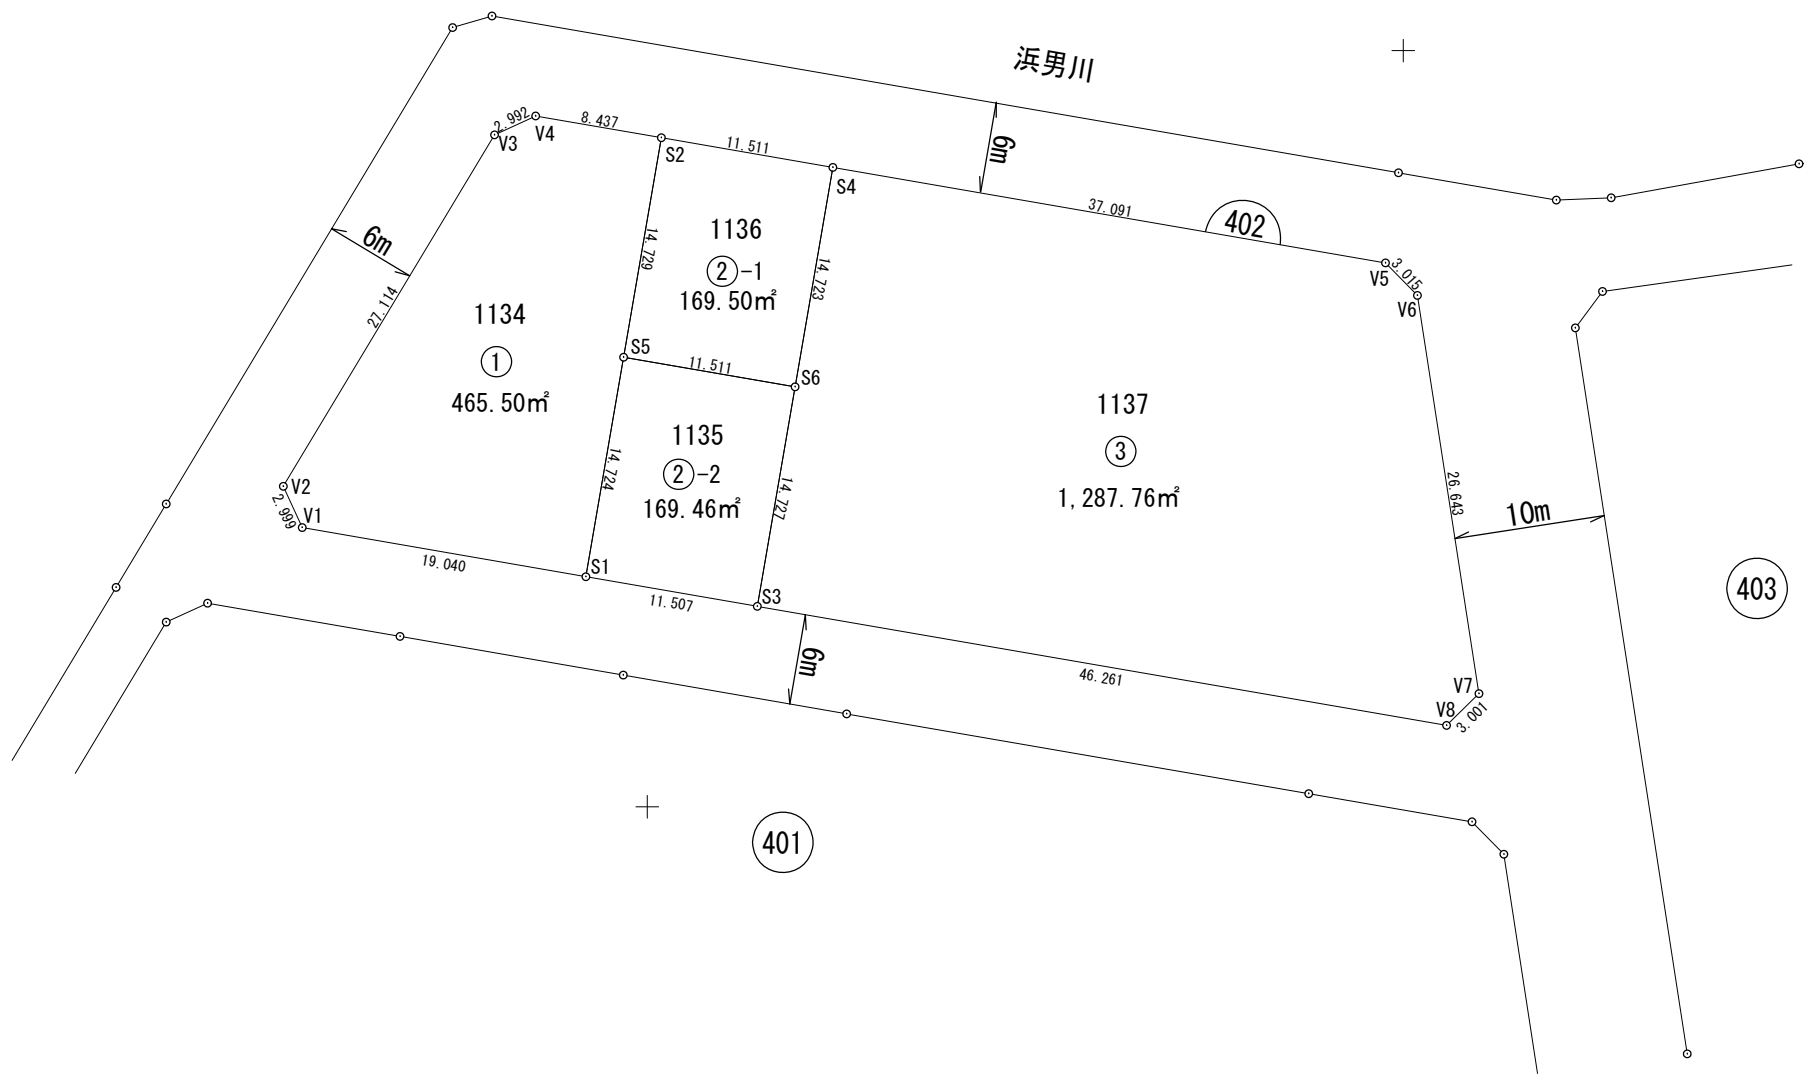 浜男川
6m
2.992
V4
V3
8.437
S2
11.511
S4
6m
37.091
402
V5
3.015
V6
6m
27.114
1134
①
465.50㎡
14.729
1136
②-1
169.50㎡
14.723
S5
11.511
S6
1135
②-2
169.46㎡
14.724
14.727
1137
③
1,287.76㎡
26.643
10m
V2
2.999
V1
19.040
S1
11.507
S3
6m
46.261
V7
V8
3.001
403
401